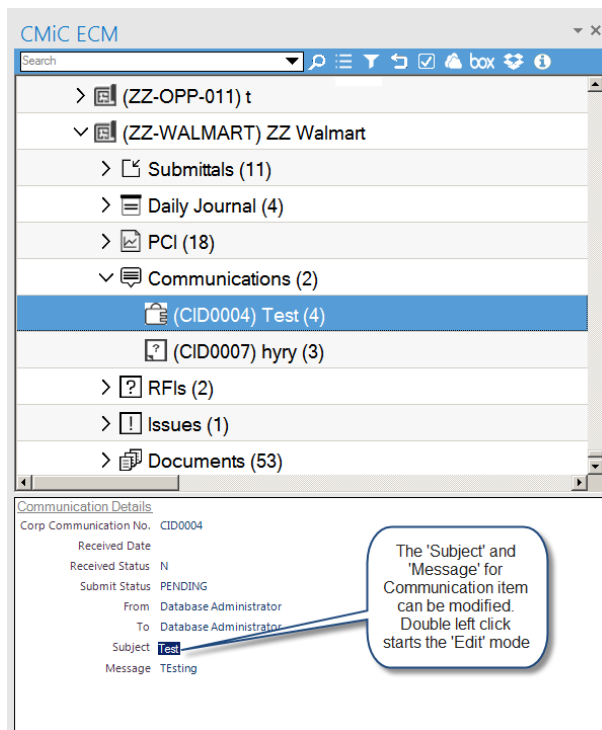 CMiC ECM
Search
box
(ZZ-OPP-011) t
(ZZ-WALMART) ZZ Walmart
Submittals (11)
Daily Journal (4)
PCI (18)
Communications (2)
(CID0004) Test (4)
(CID0007) hyry (3)
RFIs (2)
Issues (1)
Documents (53)
Communication Details
Corp Communication No. CID0004
Received Date
Received Status N
Submit Status PENDING
From Database Administrator
To Database Administrator
Subject Test
Message TEsting
The 'Subject' and
'Message' for
Communication item
can be modified.
Double left click
starts the 'Edit' mode